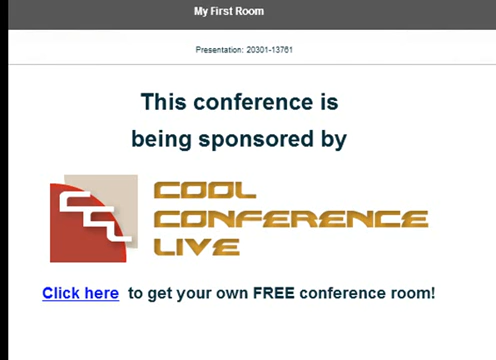 My First Room
Presentation: 20301-13761
This conference is
being sponsored by
CCL
COOL
CONFERENCE
LIVE
Click here to get your own FREE conference room!